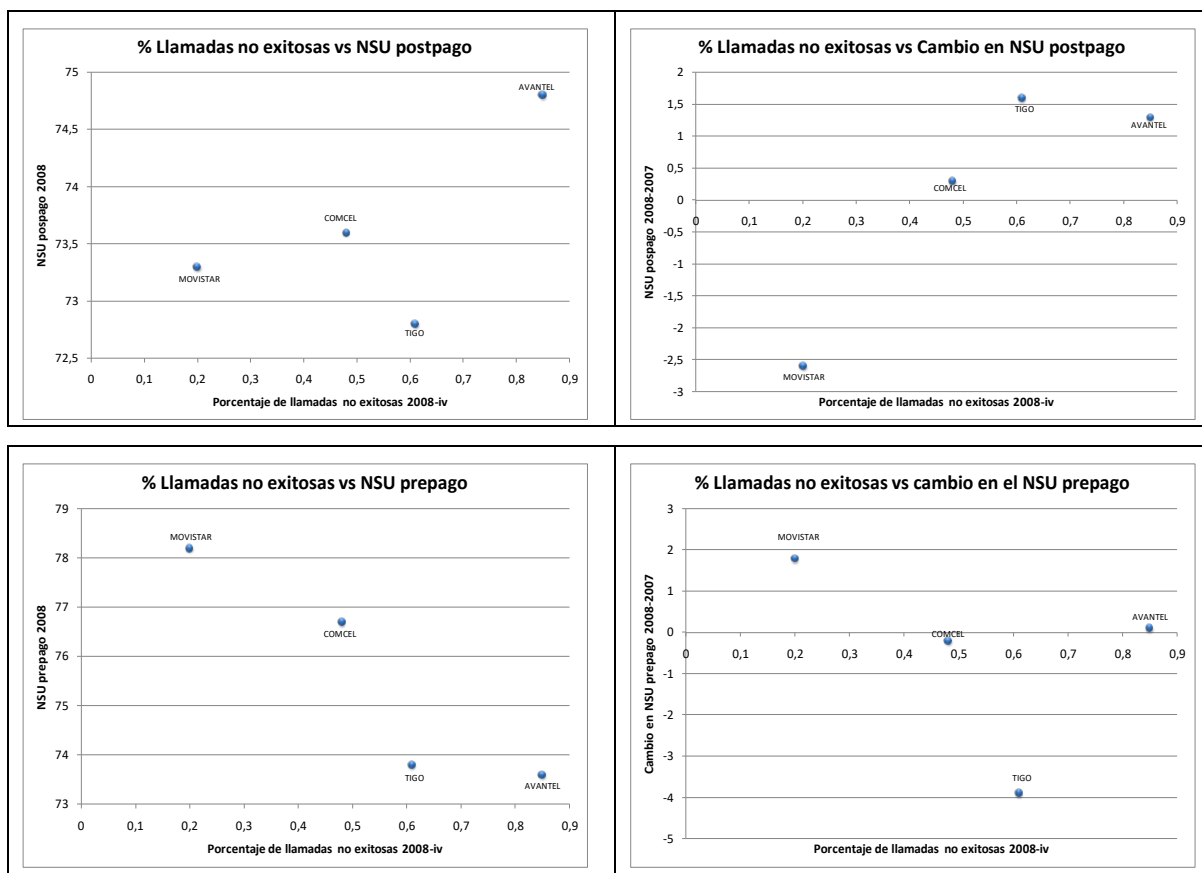 % Llamadas no exitosas vs NSU postpago
NSU pospago 2008
75
74,5
74
73,5
73
72,5
AVANTEL
COMCEL
MOVISTAR
TIGO
0 0,1 0,2 0,3 0,4 0,5 0,6 0,7 0,8 0,9
Porcentaje de llamadas no exitosas 2008-iv
% Llamadas no exitosas vs Cambio en NSU postpago
NSU pospago 2008-2007
2
1,5
1
0,5
0
-0,5
-1
-1,5
-2
-2,5
-3
TIGO
AVANTEL
COMCEL
0 0,1 0,2 0,3 0,4 0,5 0,6 0,7 0,8 0,9
MOVISTAR
Porcentaje de llamadas no exitosas 2008-iv
% Llamadas no exitosas vs NSU prepago
NSU prepago 2008
79
78
77
76
75
74
73
MOVISTAR
COMCEL
TIGO
AVANTEL
0 0,1 0,2 0,3 0,4 0,5 0,6 0,7 0,8 0,9
Porcentaje de llamadas no exitosas 2008-iv
% Llamadas no exitosas vs cambio en el NSU prepago
Cambio en NSU prepago 2008-2007
3
2
1
0
-1
-2
-3
-4
-5
MOVISTAR
AVANTEL
COMCEL
0 0,1 0,2 0,3 0,4 0,5 0,6 0,7 0,8 0,9
TIGO
Porcentaje de llamadas no exitosas 2008-iv